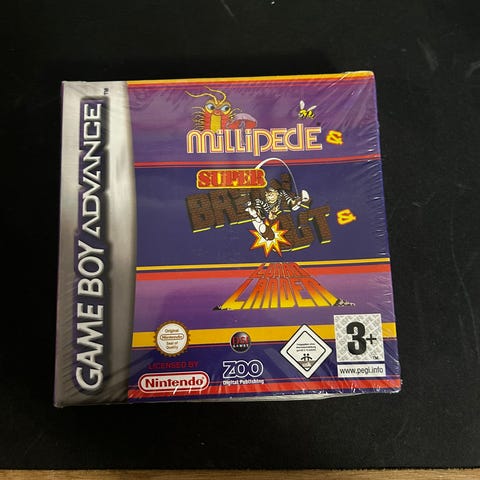 GAME BOY ADVANCE™
millipede &
SUPER
BREAKOUT &
LUNAR
LANDER
Original
Nintendo
Seal of
Quality
LICENSED BY
Nintendo
ZOO
Digital Publishing
3+
www.pegi.info